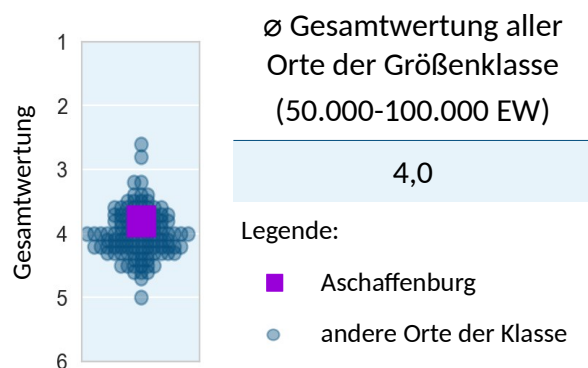 ø Gesamtwertung aller
Orte der Größenklasse
(50.000-100.000 EW)
4,0
Legende:
Aschaffenburg
andere Orte der Klasse
Gesamtwertung
1
2
3
4
5
6